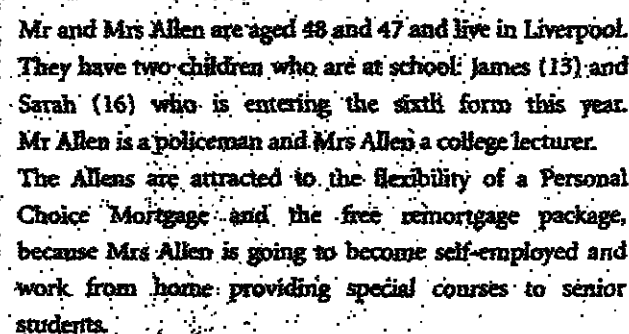 Mr and Mrs Allen are aged 48 and 47 and live in Liverpool.
They have two children who are at school: James (13) and
Sarah (16) who is entering the sixth form this year.
Mr Allen is a policeman and Mrs Allen a college lecturer.
The Allens are attracted to the flexibility of a Personal
Choice Mortgage and the free remortgage package,
because Mrs Allen is going to become self-employed and
work from home providing special courses to senior
students.